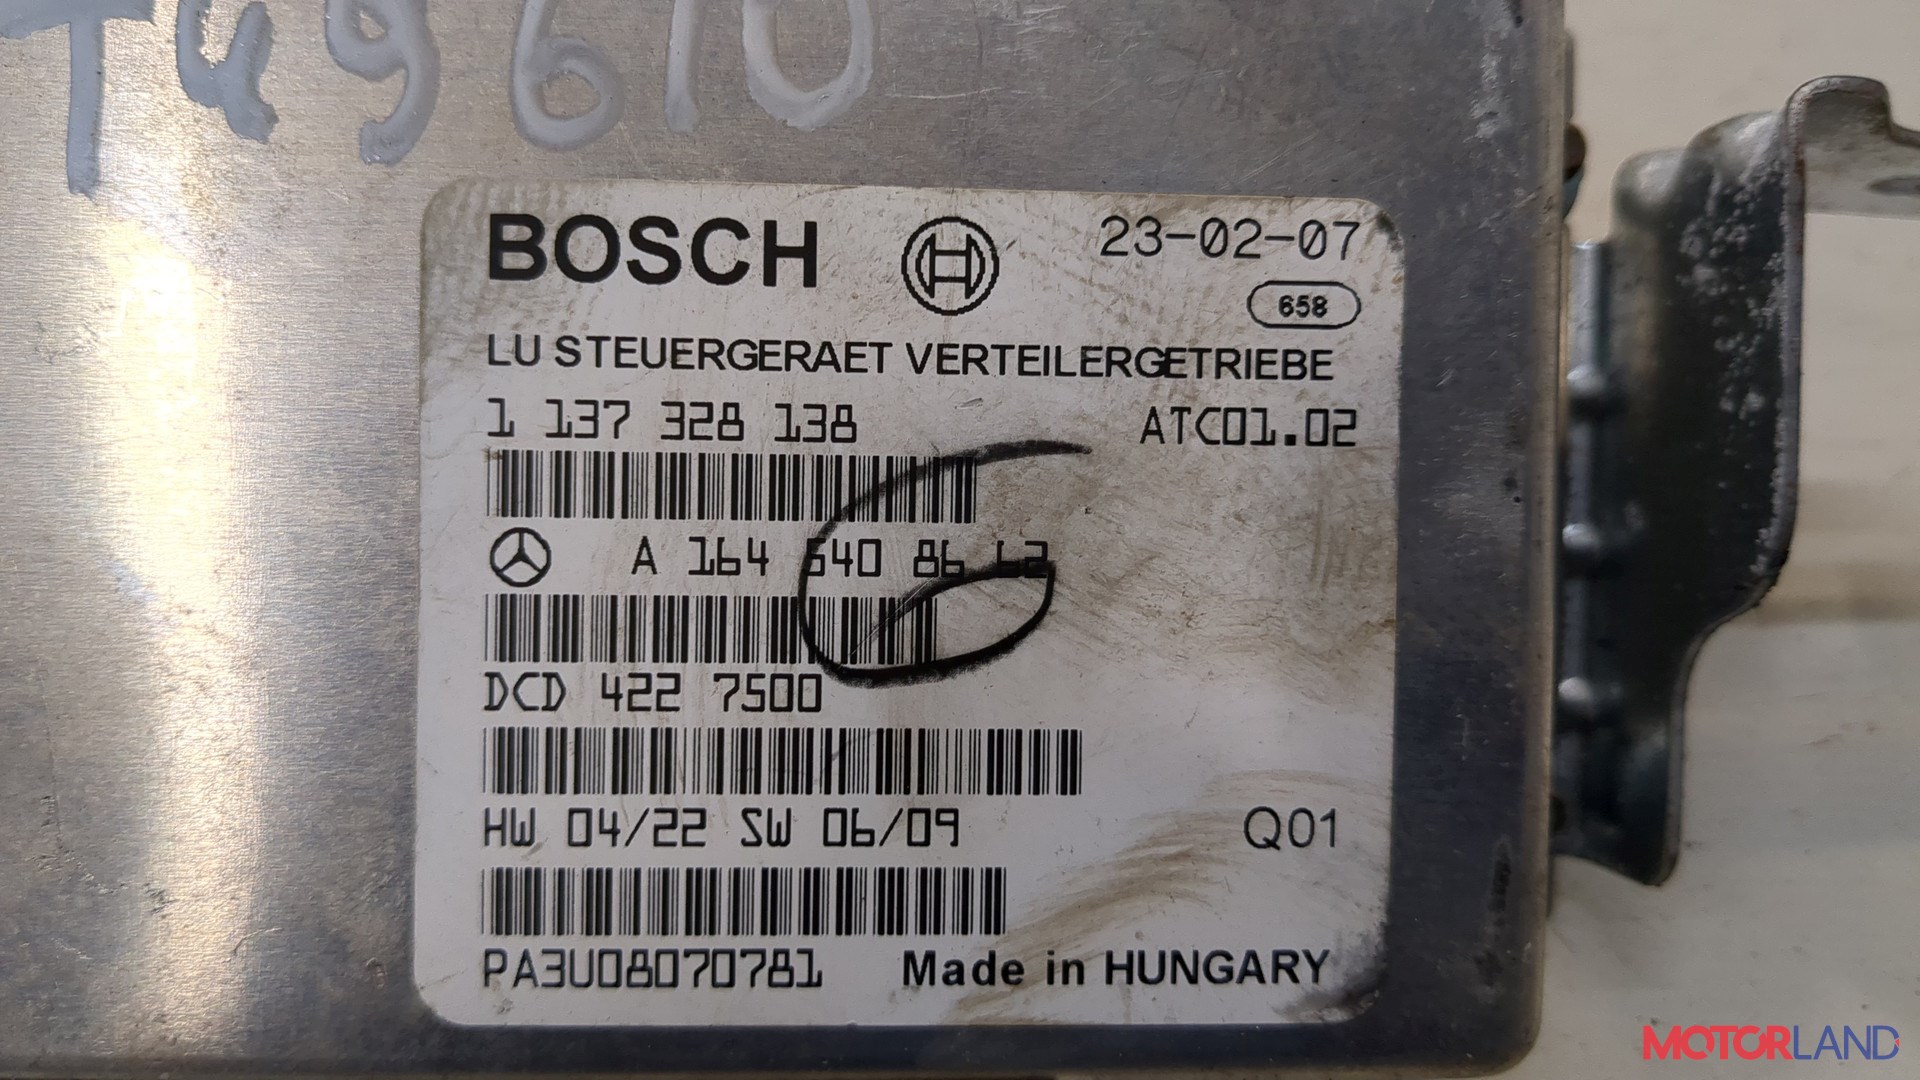 T49610
BOSCH
23-02-07
658
LU STEUERGERAET VERTEILERGETRIEBE
1 137 328 138
ATC01.02
A 164 540 86 62
DCD 422 7500
HW 04/22 SW 06/09
Q01
PA3U08070781
Made in HUNGARY
MOTORLAND